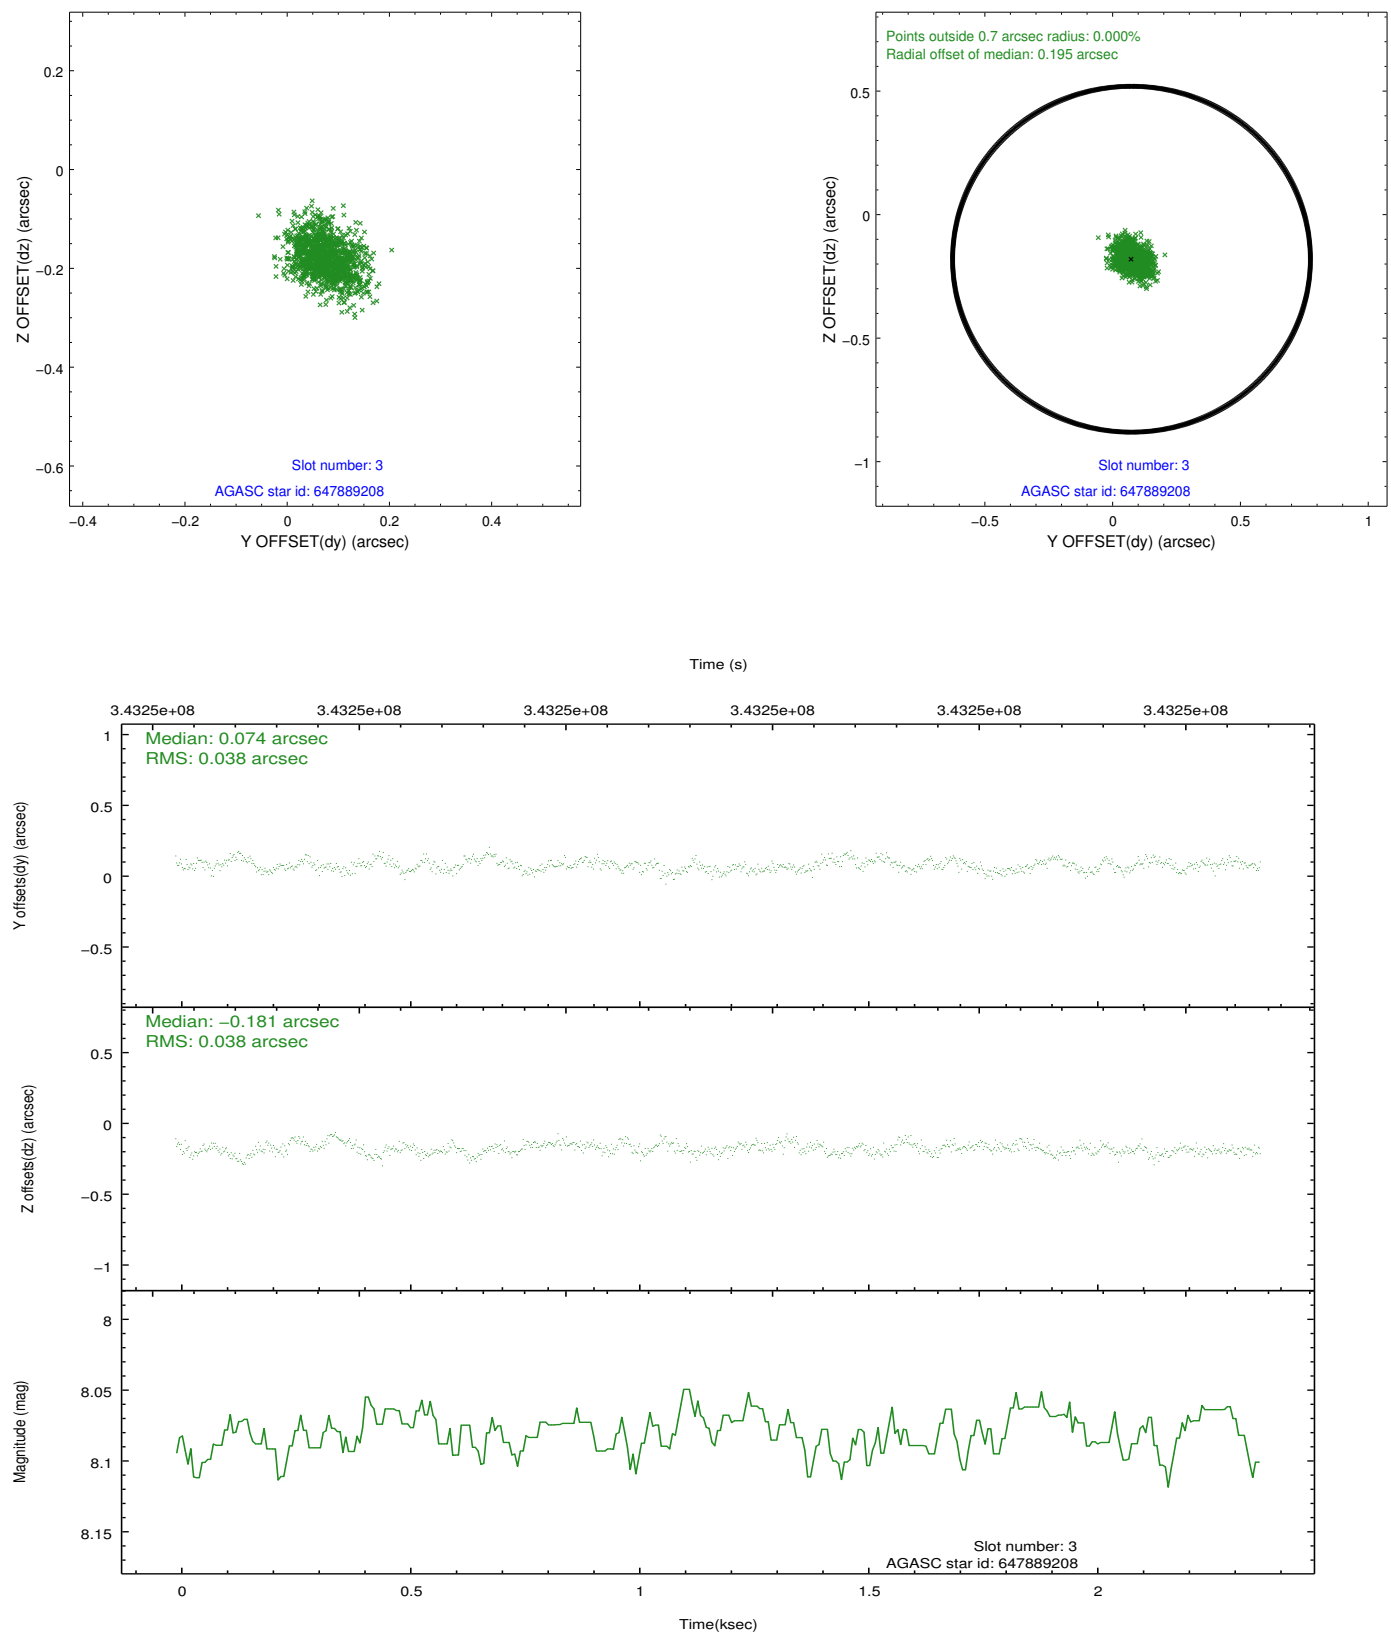 0.2
0
−0.2
−0.4
−0.6
Z OFFSET(dz) (arcsec)
Slot number: 3
AGASC star id: 647889208
−0.4
−0.2
0
0.2
0.4
Y OFFSET(dy) (arcsec)
Points outside 0.7 arcsec radius: 0.000%
Radial offset of median: 0.195 arcsec
0.5
0
−0.5
−1
Z OFFSET(dz) (arcsec)
Slot number: 3
AGASC star id: 647889208
−0.5
0
0.5
1
Y OFFSET(dy) (arcsec)
Time (s)
3.4325e+08
3.4325e+08
3.4325e+08
3.4325e+08
3.4325e+08
3.4325e+08
Median: 0.074 arcsec
RMS: 0.038 arcsec
1
0.5
0
−0.5
Y offsets(dy) (arcsec)
Median: −0.181 arcsec
RMS: 0.038 arcsec
0.5
0
−0.5
−1
Z offsets(dz) (arcsec)
8
8.05
8.1
8.15
Magnitude (mag)
Slot number: 3
AGASC star id: 647889208
0
0.5
1
1.5
2
Time(ksec)